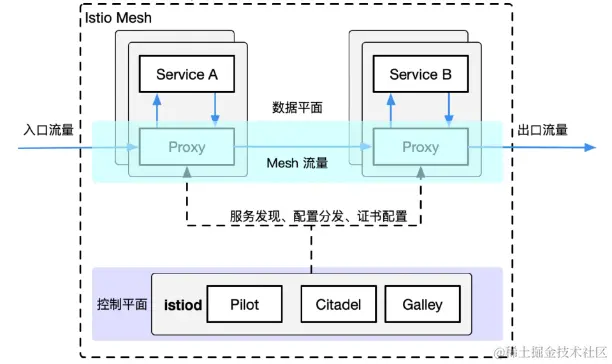 Istio Mesh
Service A
Service B
数据平面
入口流量
出口流量
Proxy
Proxy
Mesh 流量
服务发现、配置分发、证书配置
控制平面
istiod
Pilot
Citadel
Galley
@稀土掘金技术社区